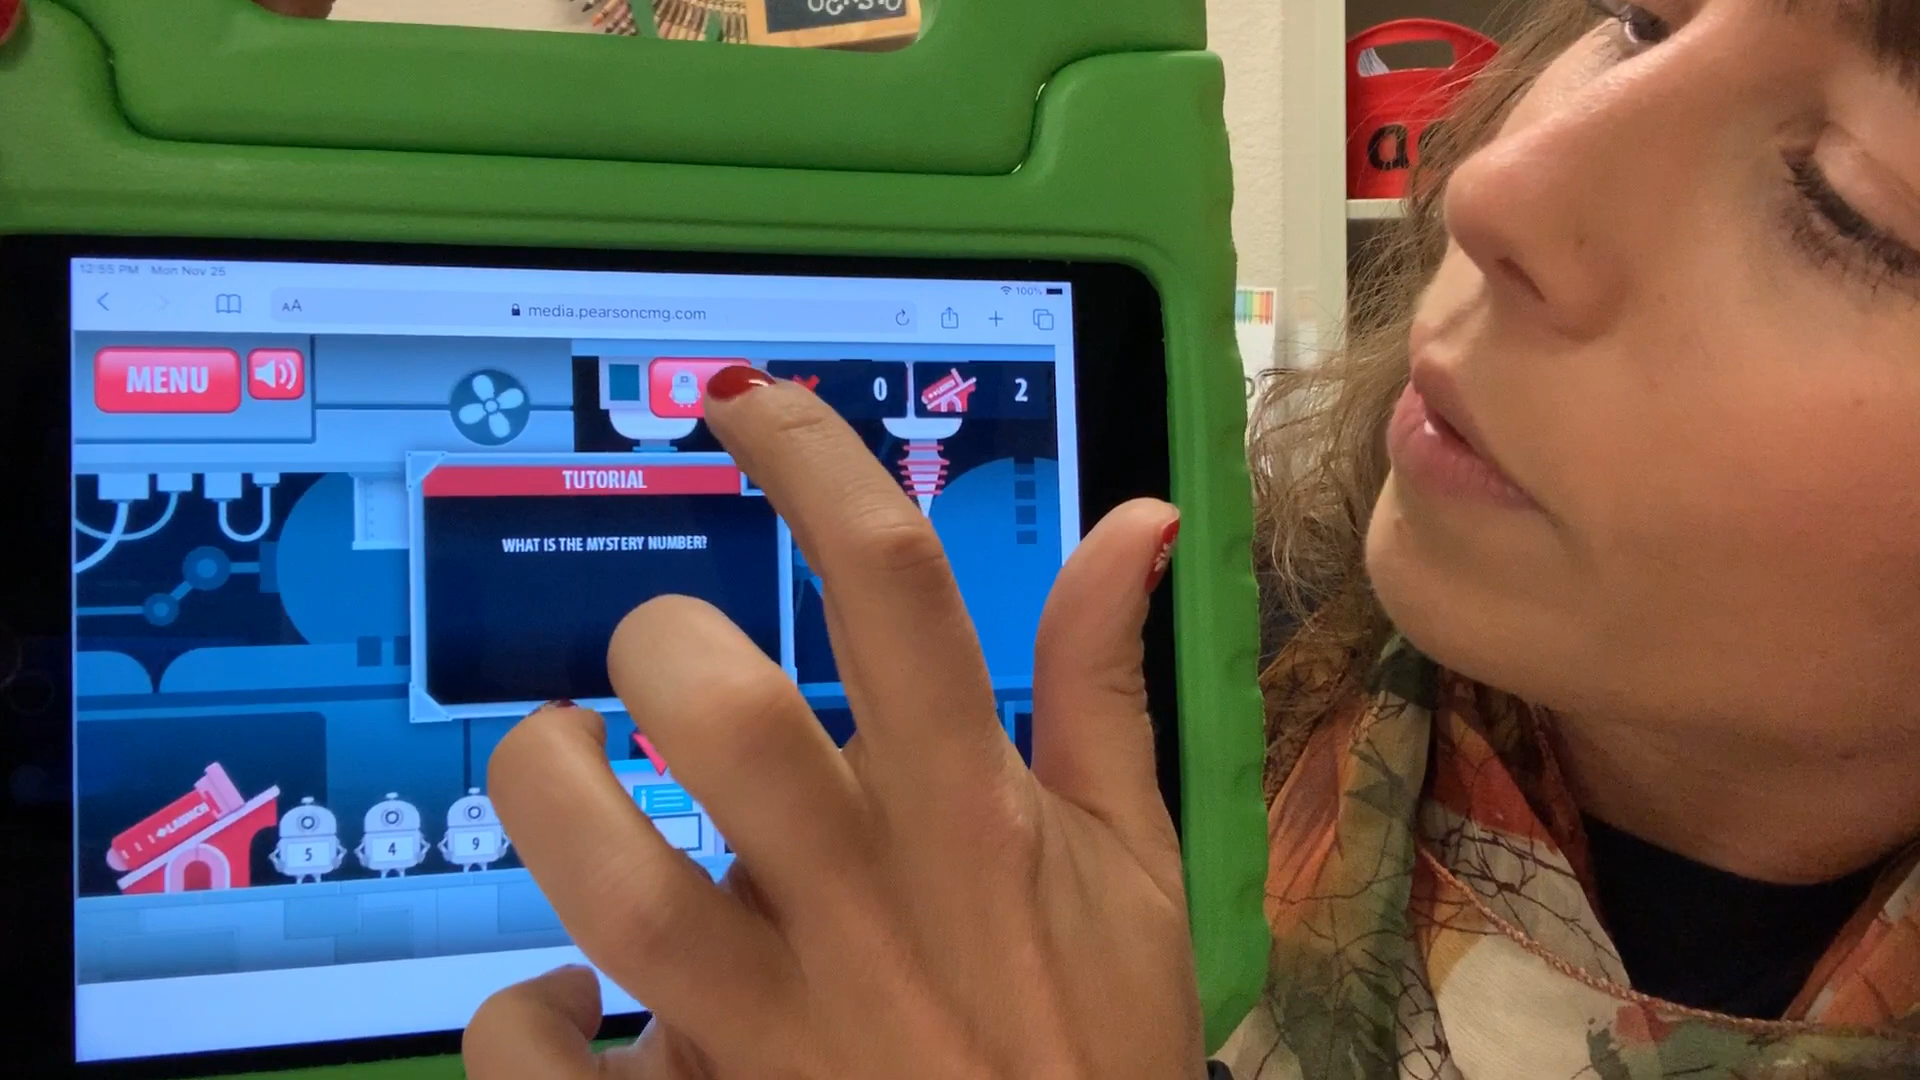 12:55 PM Mon Nov 25
100%
AA
media.pearsoncmg.com
MENU
0
2
TUTORIAL
WHAT IS THE MYSTERY NUMBER?
LAUNCH
5
4
9